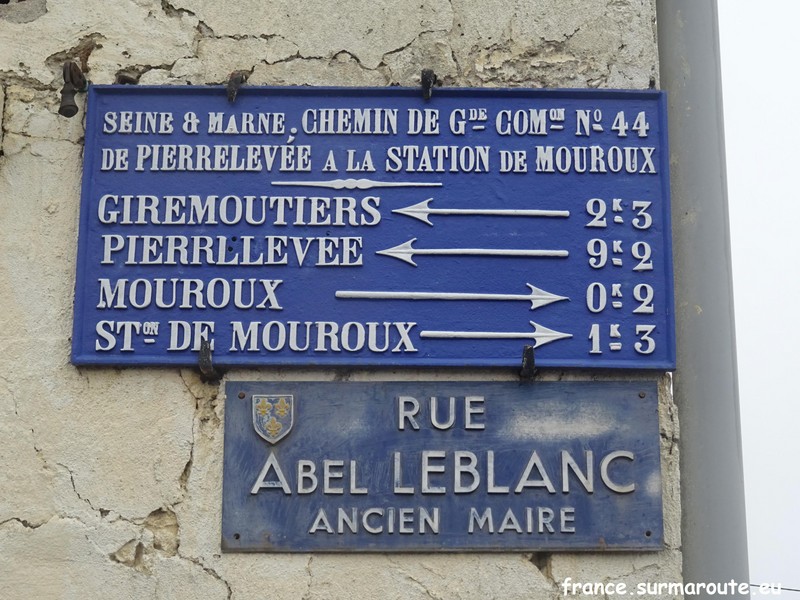 SEINE & MARNE. CHEMIN DE GDE COMON NO 44
DE PIERRELEVÉE A LA STATION DE MOUROUX
GIREMOUTIERS 2K3
PIERRLLEVEE 9K2
MOUROUX 0K2
STON DE MOUROUX 1K3
RUE
ABEL LEBLANC
ANCIEN MAIRE
france.surmaroute.eu